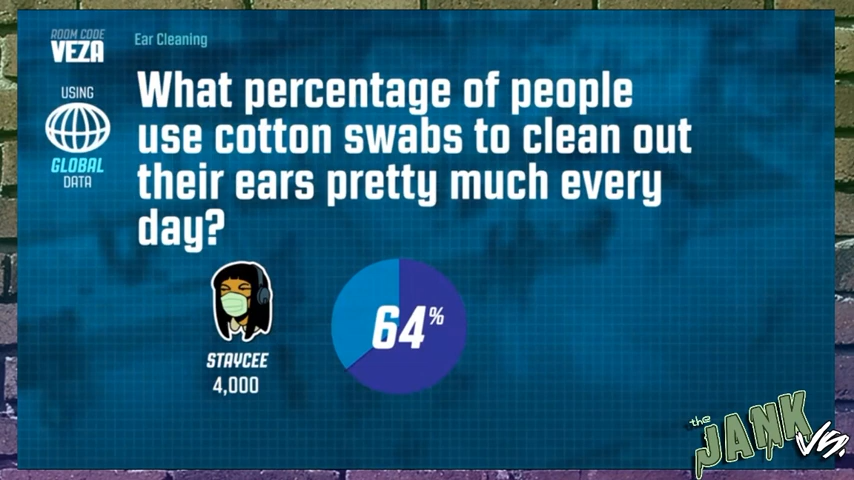 ROOM CODE
VEZA
Ear Cleaning
USING
GLOBAL
DATA
What percentage of people
use cotton swabs to clean out
their ears pretty much every
day?
64%
STAYCEE
4,000
the
JANK
VS.